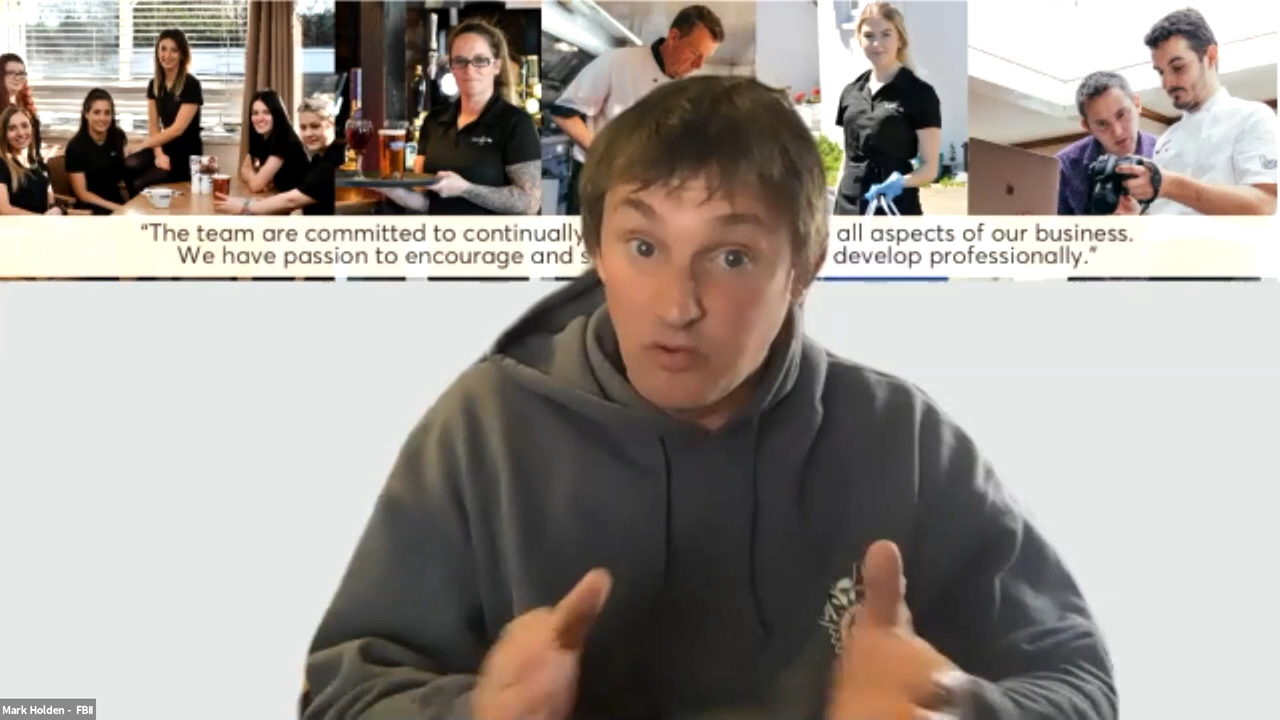 "The team are committed to continually all aspects of our business.
We have passion to encourage and s develop professionally."
Mark Holden - FBII